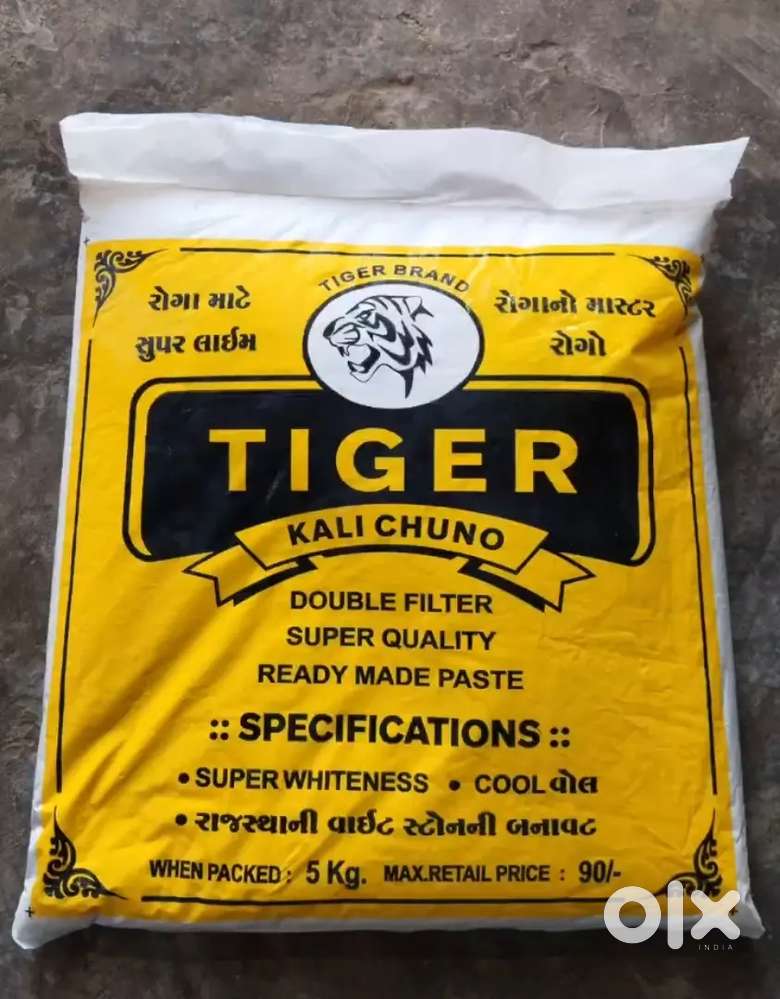 TIGER BRAND
રોગા માટે
સુપર લાઈમ
રોગાનો માસ્ટર
રોગો
TIGER
KALI CHUNO
DOUBLE FILTER
SUPER QUALITY
READY MADE PASTE
:: SPECIFICATIONS ::
• SUPER WHITENESS • COOL વોલ
• રાજસ્થાની વાઈટ સ્ટોનની બનાવટ
WHEN PACKED : 5 Kg. MAX.RETAIL PRICE : 90/-
olx
INDIA